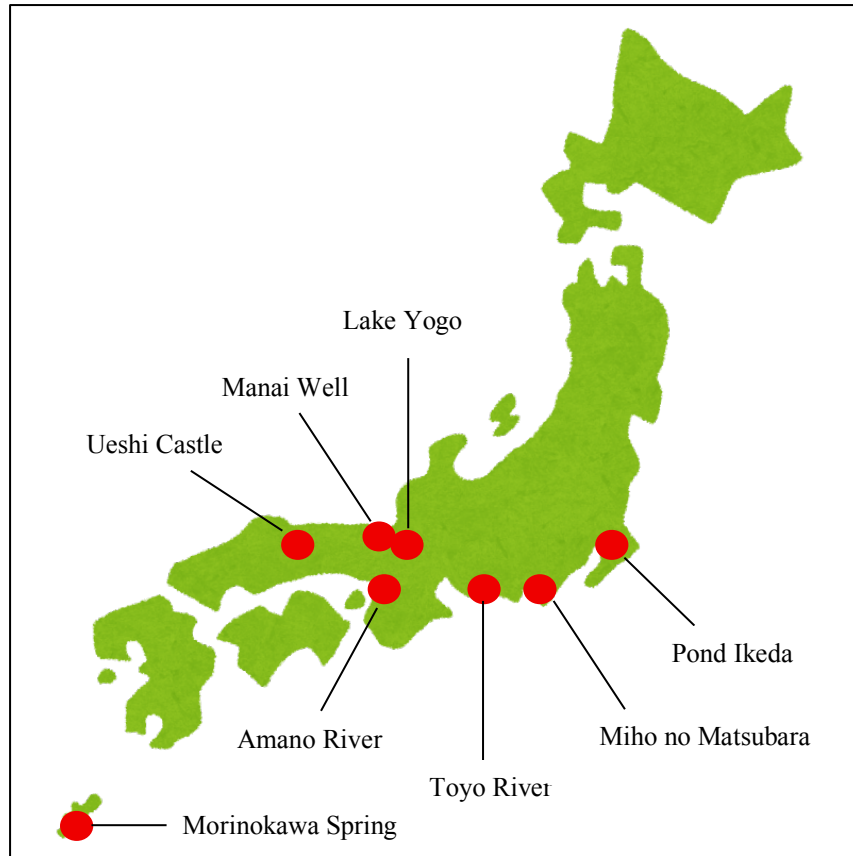 Lake Yogo
Manai Well
Ueshi Castle
Pond Ikeda
Amano River
Miho no Matsubara
Toyo River
Morinokawa Spring